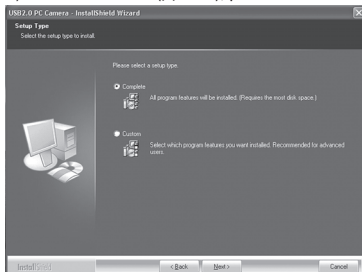 USB2.0 PC Camera - InstallShield Wizard
Setup Type
Select the setup type to install.
Please select a setup type.
Complete
All program features will be installed. (Requires the most disk space.)
Custom
Select which program features you want installed. Recommended for advanced
users.
InstallShield
< Back
Next >
Cancel